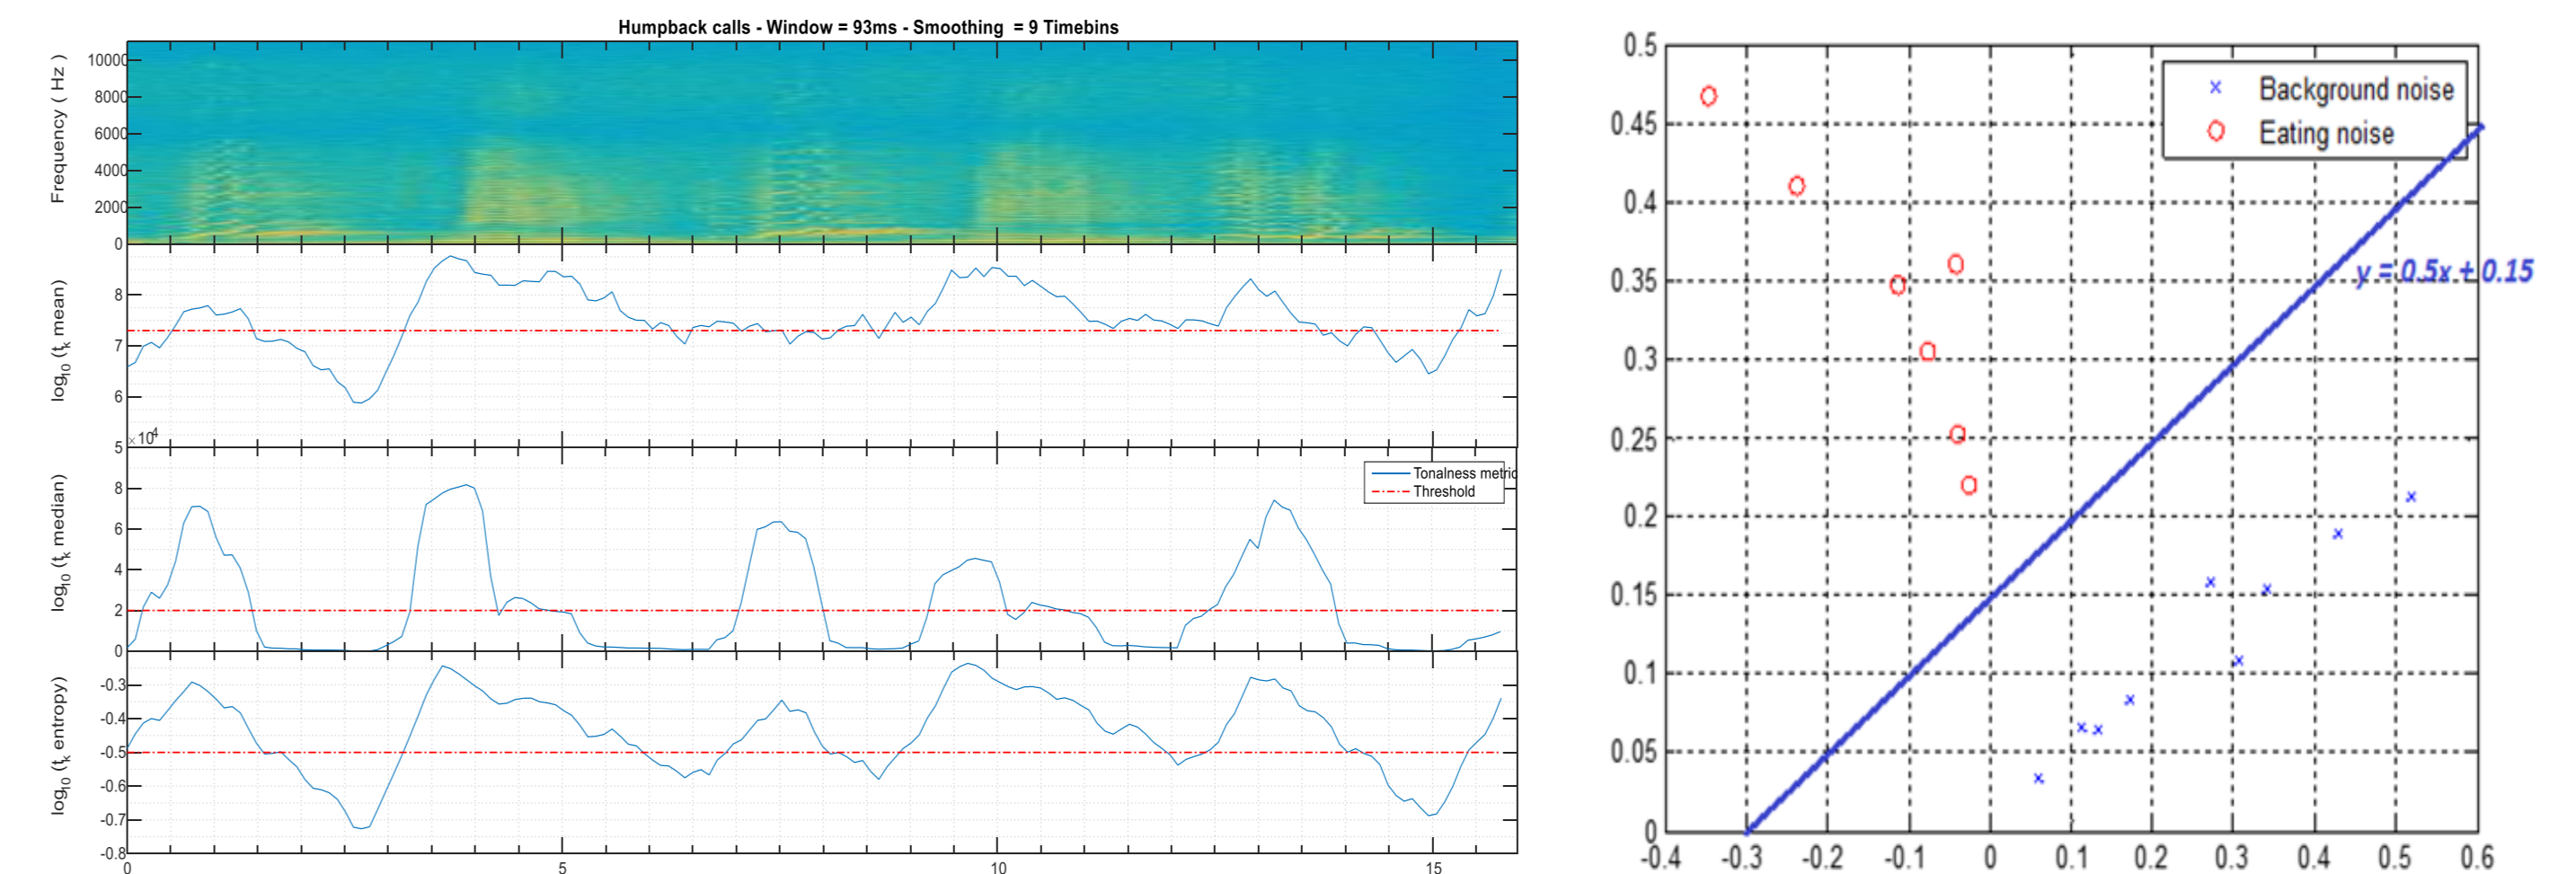 Humpback calls - Window = 93ms - Smoothing = 9 Timebins
Frequency ( Hz )
10000
8000
6000
4000
2000
0
log10 (tk mean)
8
7
6
5
×10^4
log10 (tk median)
8
6
4
2
0
Tonalness metric
Threshold
log10 (tk entropy)
-0.3
-0.4
-0.5
-0.6
-0.7
-0.8
0 5 10 15
0.5
0.45
0.4
0.35
0.3
0.25
0.2
0.15
0.1
0.05
0
Background noise
Eating noise
y = 0.5x + 0.15
-0.4 -0.3 -0.2 -0.1 0 0.1 0.2 0.3 0.4 0.5 0.6